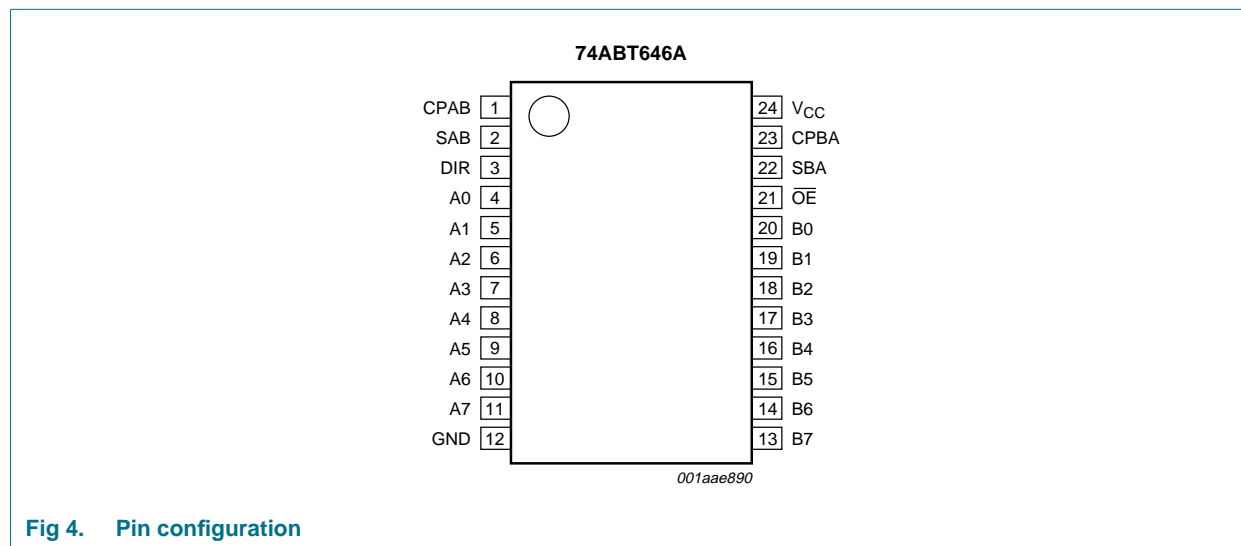 74ABT646A
CPAB 1 24 VCC
SAB 2 23 CPBA
DIR 3 22 SBA
A0 4 21 O̅E̅
A1 5 20 B0
A2 6 19 B1
A3 7 18 B2
A4 8 17 B3
A5 9 16 B4
A6 10 15 B5
A7 11 14 B6
GND 12 13 B7
001aae890
Fig 4. Pin configuration